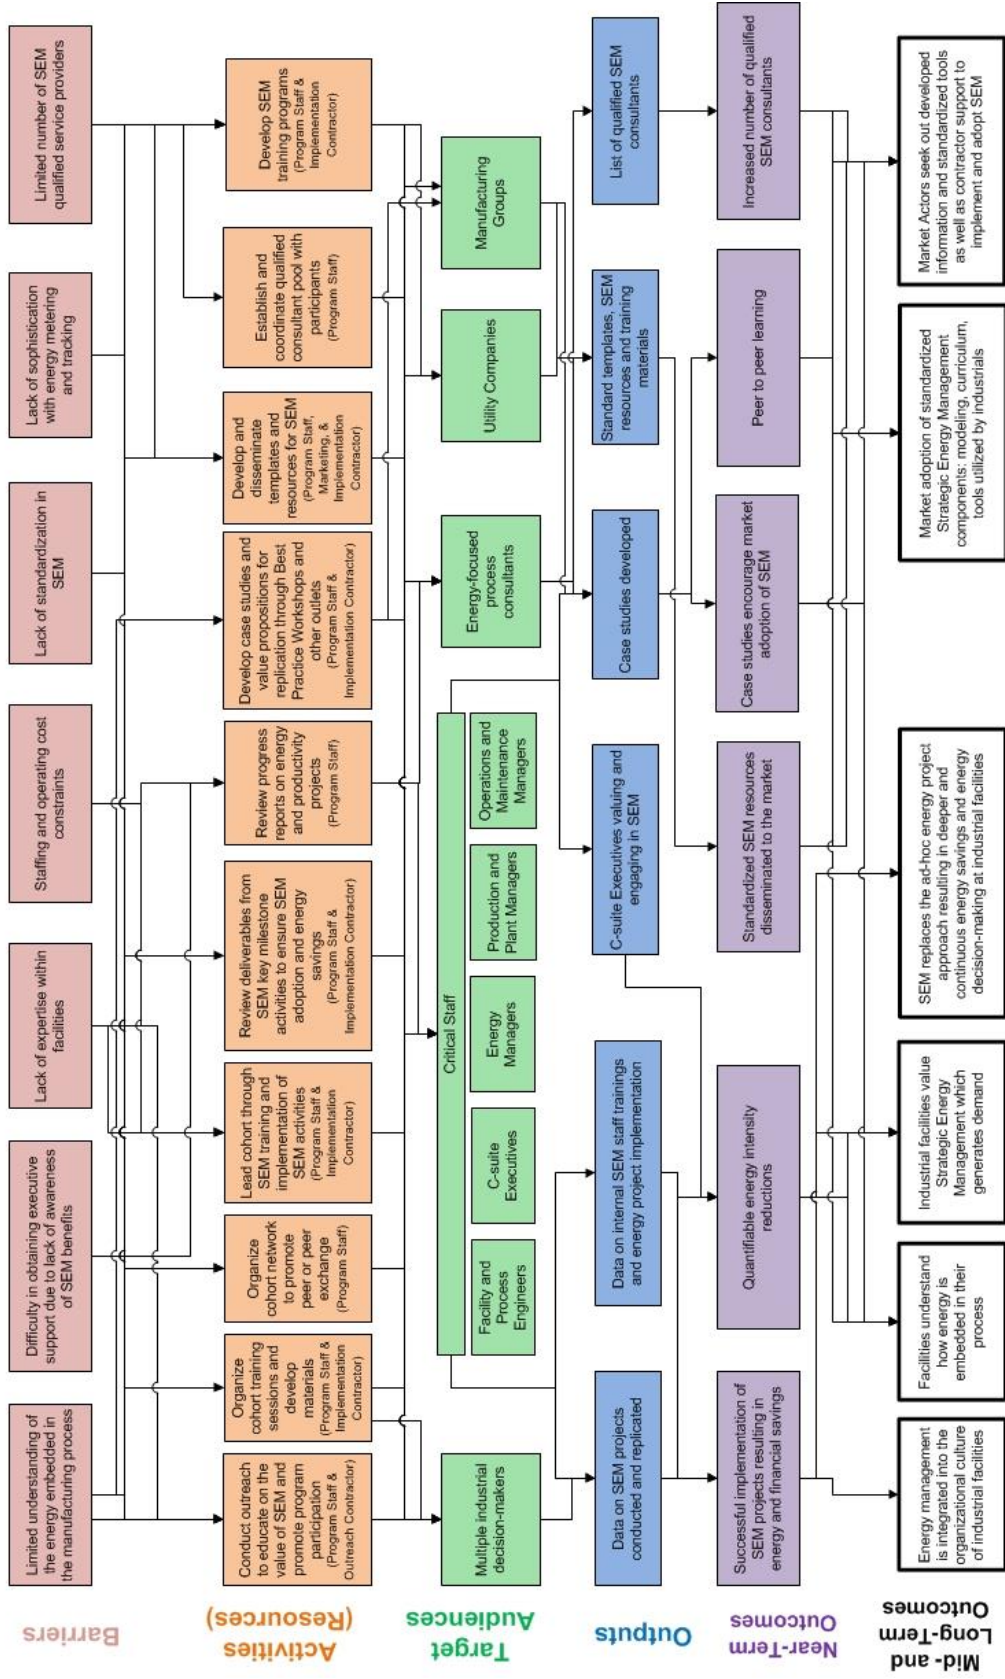 Barriers
Limited understanding of
the energy embedded in
the manufacturing process
Difficulty in obtaining executive
support due to lack of awareness
of SEM benefits
Lack of expertise within
facilities
Staffing and operating cost
constraints
Lack of standardization in
SEM
Lack of sophistication
with energy metering
and tracking
Limited number of SEM
qualified service providers
Activities
(Resources)
Conduct outreach
to educate on the
value of SEM and
promote program
participation
(Program Staff &
Outreach Contractor)
Organize
cohort training
sessions and
develop
materials
(Program Staff &
Implementation
Contractor)
Organize
cohort network
to promote
peer or peer
exchange
(Program Staff)
Lead cohort through
SEM training and
implementation of
SEM activities
(Program Staff &
Implementation
Contractor)
Review deliverables from
SEM key milestone
activities to ensure SEM
adoption and energy
savings
(Program Staff &
Implementation Contractor)
Review progress
reports on energy
and productivity
projects
(Program Staff)
Develop case studies and
value propositions for
replication through Best
Practice Workshops and
other outlets
(Program Staff &
Implementation Contractor)
Develop and
disseminate
templates and
resources for SEM
(Program Staff,
Marketing, &
Implementation
Contractor)
Establish and
coordinate qualified
consultant pool with
participants
(Program Staff)
Develop SEM
training programs
(Program Staff &
Implementation
Contractor)
Target
Audiences
Multiple industrial
decision-makers
Critical Staff
Facility and
Process
Engineers
C-suite
Executives
Energy
Managers
Production and
Plant Managers
Operations and
Maintenance
Managers
Energy-focused
process
consultants
Utility Companies
Manufacturing
Groups
Outputs
Data on SEM projects
conducted and replicated
Data on internal SEM staff trainings
and energy project implementation
C-suite Executives valuing and
engaging in SEM
Case studies developed
Standard templates, SEM
resources and training
materials
List of qualified SEM
consultants
Near-Term
Outcomes
Successful implementation of
SEM projects resulting in
energy and financial savings
Quantifiable energy intensity
reductions
Standardized SEM resources
disseminated to the market
Case studies encourage market
adoption of SEM
Peer to peer learning
Increased number of qualified
SEM consultants
Mid- and
Long-Term
Outcomes
Energy management
is integrated into the
organizational culture
of industrial facilities
Facilities understand
how energy is
embedded in their
process
Industrial facilities value
Strategic Energy
Management which
generates demand
SEM replaces the ad-hoc energy project
approach resulting in deeper and
continuous energy savings and energy
decision-making at industrial facilities
Market adoption of standardized
Strategic Energy Management
components: modeling, curriculum,
tools utilized by industrials
Market Actors seek out developed
information and standardized tools
as well as contractor support to
implement and adopt SEM